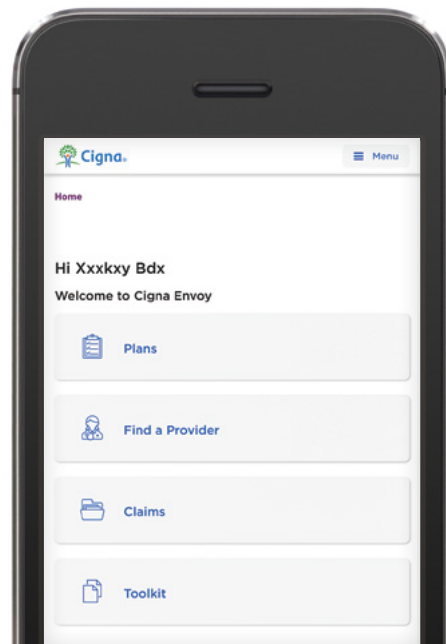 Cigna.
Menu
Home
Hi Xxxkxy Bdx
Welcome to Cigna Envoy
Plans
Find a Provider
Claims
Toolkit